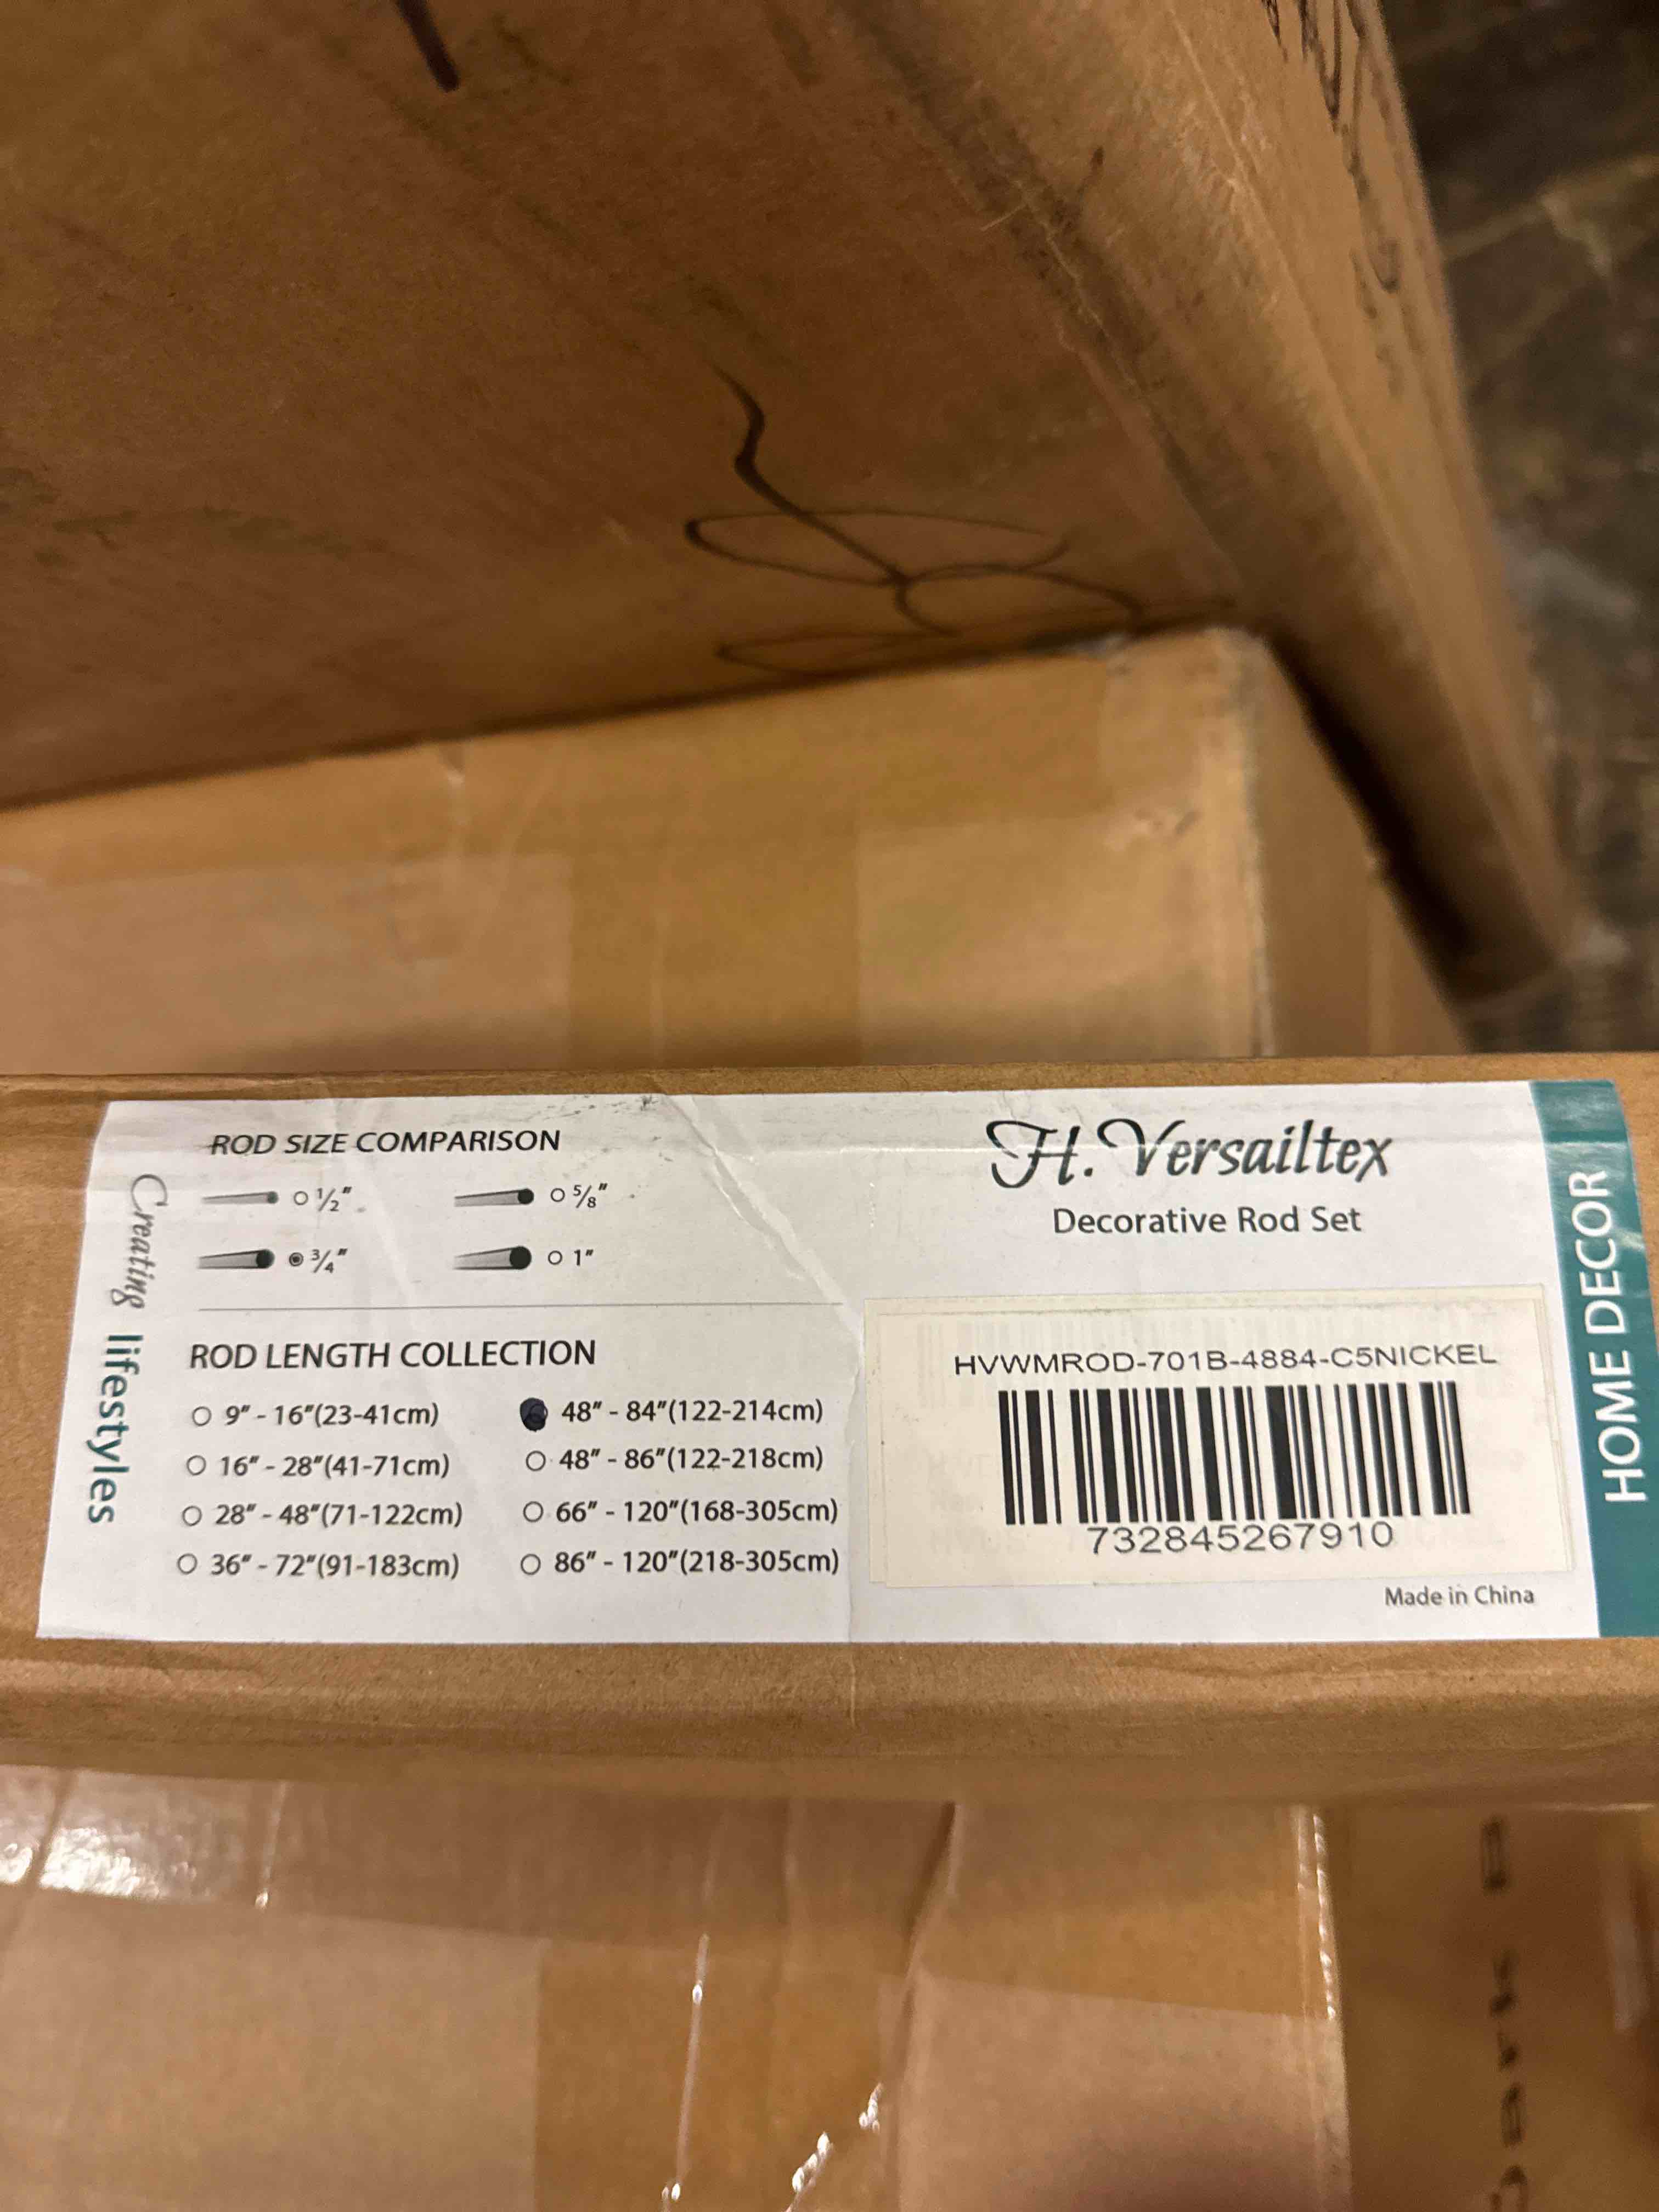 ROD SIZE COMPARISON
1/2"
5/8"
3/4"
1"
ROD LENGTH COLLECTION
9" - 16"(23-41cm)
16" - 28"(41-71cm)
28" - 48"(71-122cm)
36" - 72"(91-183cm)
48" - 84"(122-214cm)
48" - 86"(122-218cm)
66" - 120"(168-305cm)
86" - 120"(218-305cm)
Creating lifestyles
H.Versailtex
Decorative Rod Set
HVWMROD-701B-4884-C5NICKEL
732845267910
Made in China
HOME DECOR